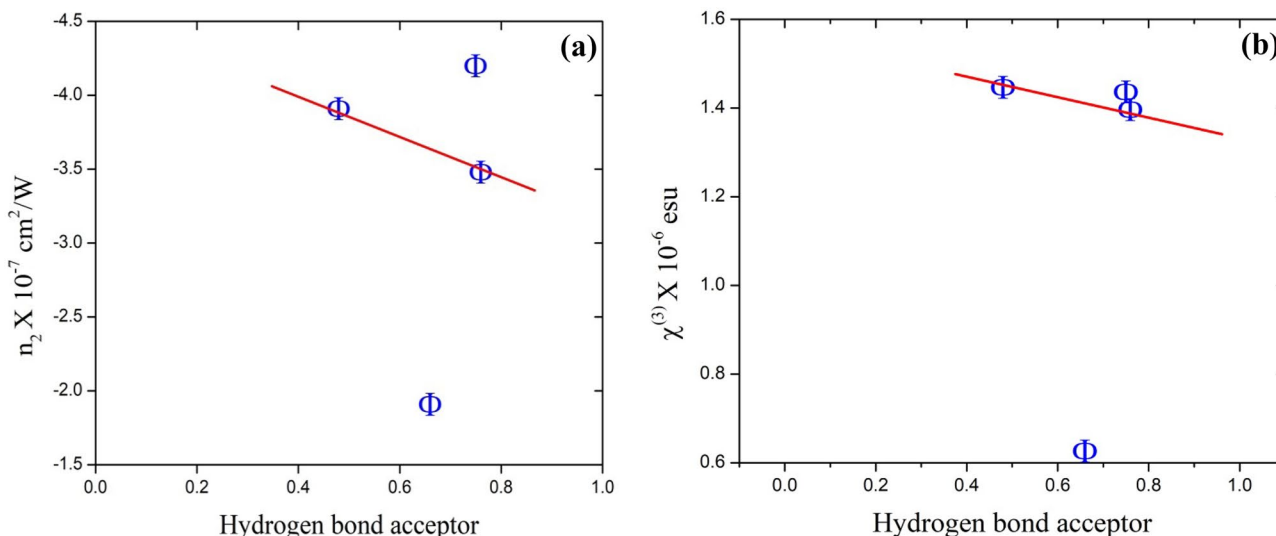 (a)
n₂ X 10⁻⁷ cm²/W
-4.5
-4.0
-3.5
-3.0
-2.5
-2.0
-1.5
Φ
Φ
Φ
Φ
0.0 0.2 0.4 0.6 0.8 1.0
Hydrogen bond acceptor
(b)
χ⁽³⁾ X 10⁻⁶ esu
1.6
1.4
1.2
1.0
0.8
0.6
Φ
Φ
Φ
Φ
0.0 0.2 0.4 0.6 0.8 1.0
Hydrogen bond acceptor